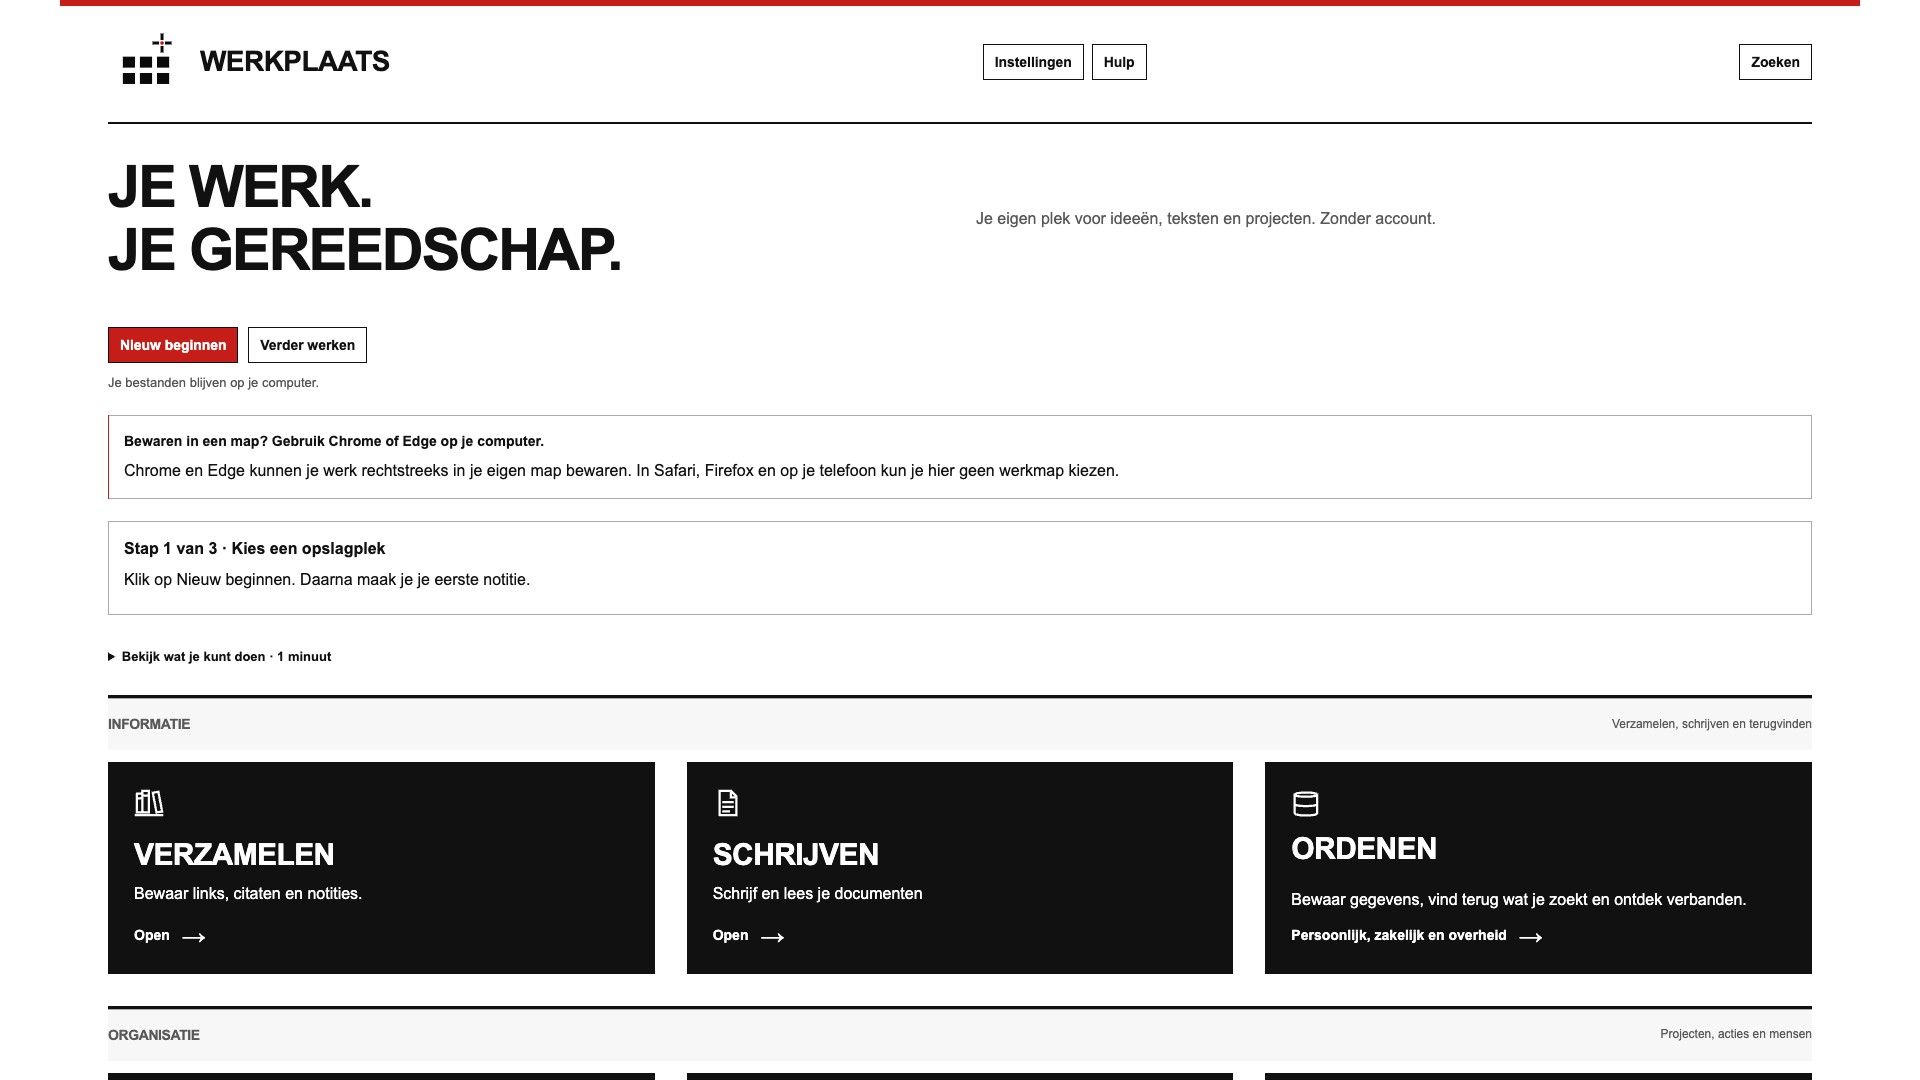 WERKPLAATS
Instellingen
Hulp
Zoeken
JE WERK.
JE GEREEDSCHAP.
Je eigen plek voor ideeën, teksten en projecten. Zonder account.
Nieuw beginnen
Verder werken
Je bestanden blijven op je computer.
Bewaren in een map? Gebruik Chrome of Edge op je computer.
Chrome en Edge kunnen je werk rechtstreeks in je eigen map bewaren. In Safari, Firefox en op je telefoon kun je hier geen werkmap kiezen.
Stap 1 van 3 · Kies een opslagplek
Klik op Nieuw beginnen. Daarna maak je je eerste notitie.
Bekijk wat je kunt doen · 1 minuut
INFORMATIE
Verzamelen, schrijven en terugvinden
VERZAMELEN
Bewaar links, citaten en notities.
Open
SCHRIJVEN
Schrijf en lees je documenten
Open
ORDENEN
Bewaar gegevens, vind terug wat je zoekt en ontdek verbanden.
Persoonlijk, zakelijk en overheid
ORGANISATIE
Projecten, acties en mensen